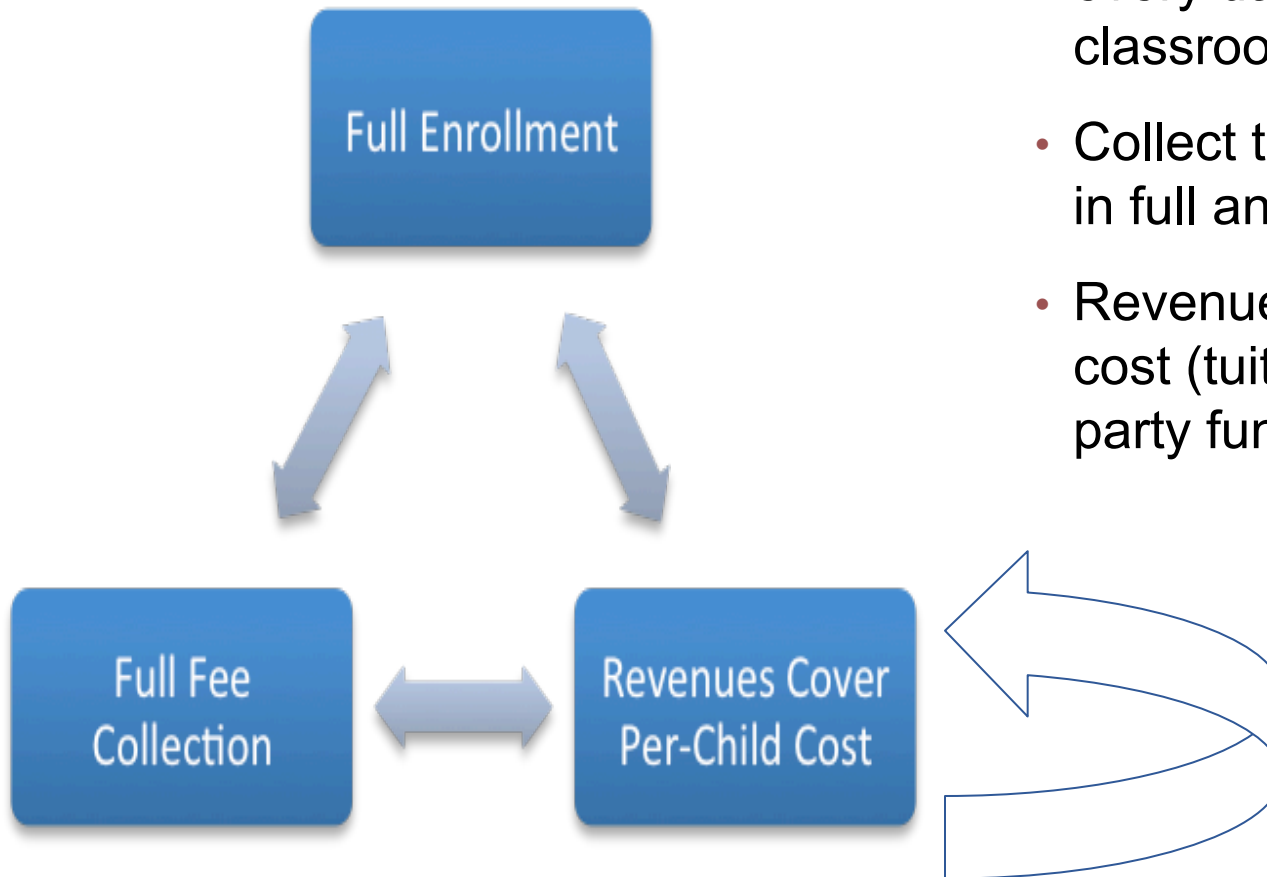 Full Enrollment
Full Fee
Collection
Revenues Cover
Per-Child Cost
classroo
• Collect t
in full an
• Revenue
cost (tuit
party fur